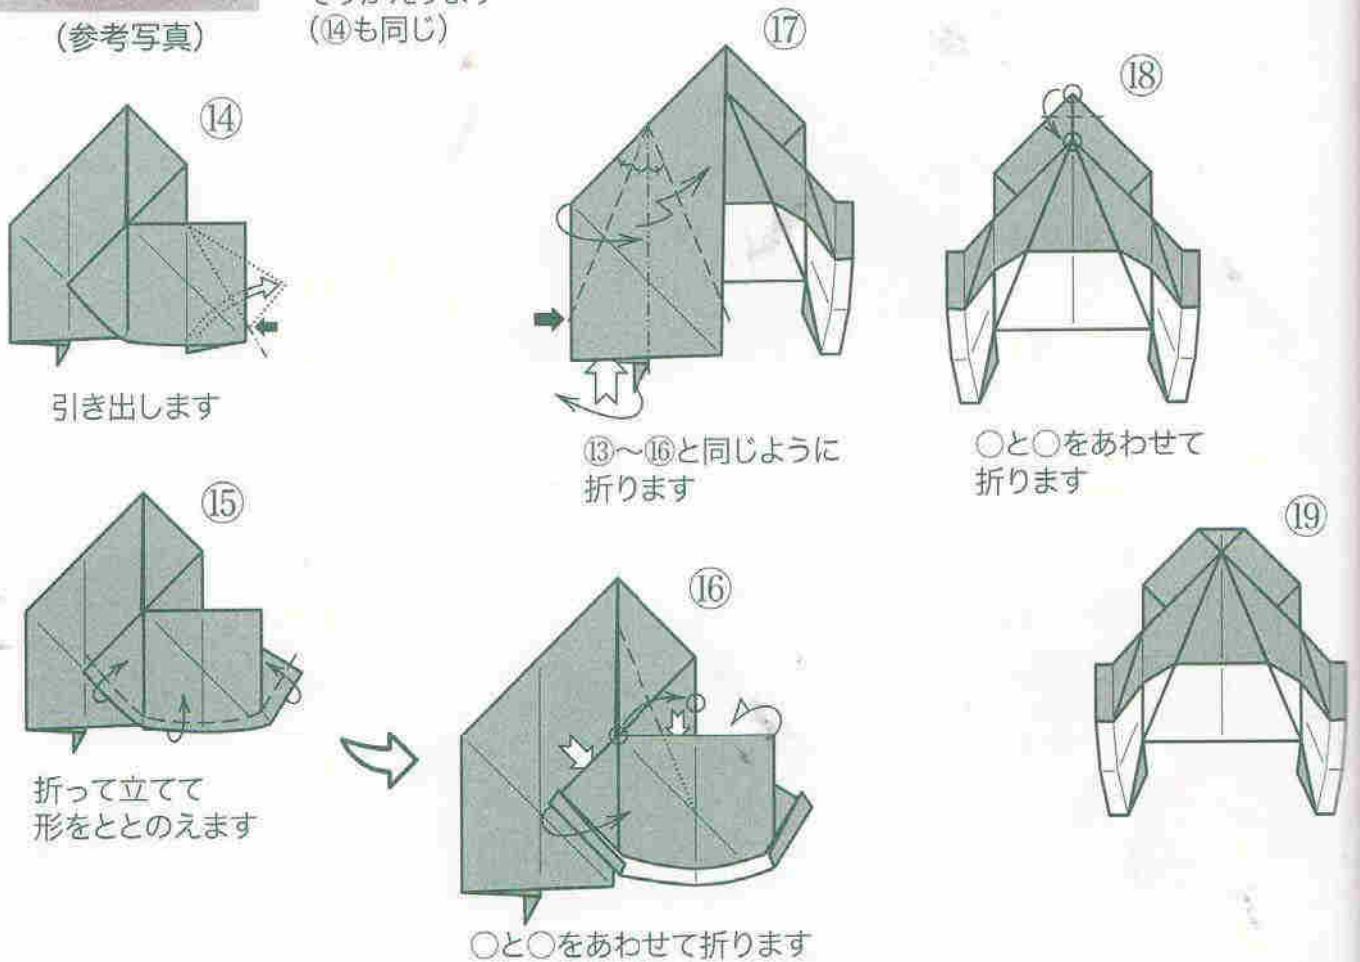 (参考写真)
(⑭も同じ)
⑭
引き出します
⑮
折って立てて
形をととのえます
⑯
○と○をあわせて折ります
⑰
⑬～⑯と同じように
折ります
⑱
○と○をあわせて
折ります
⑲